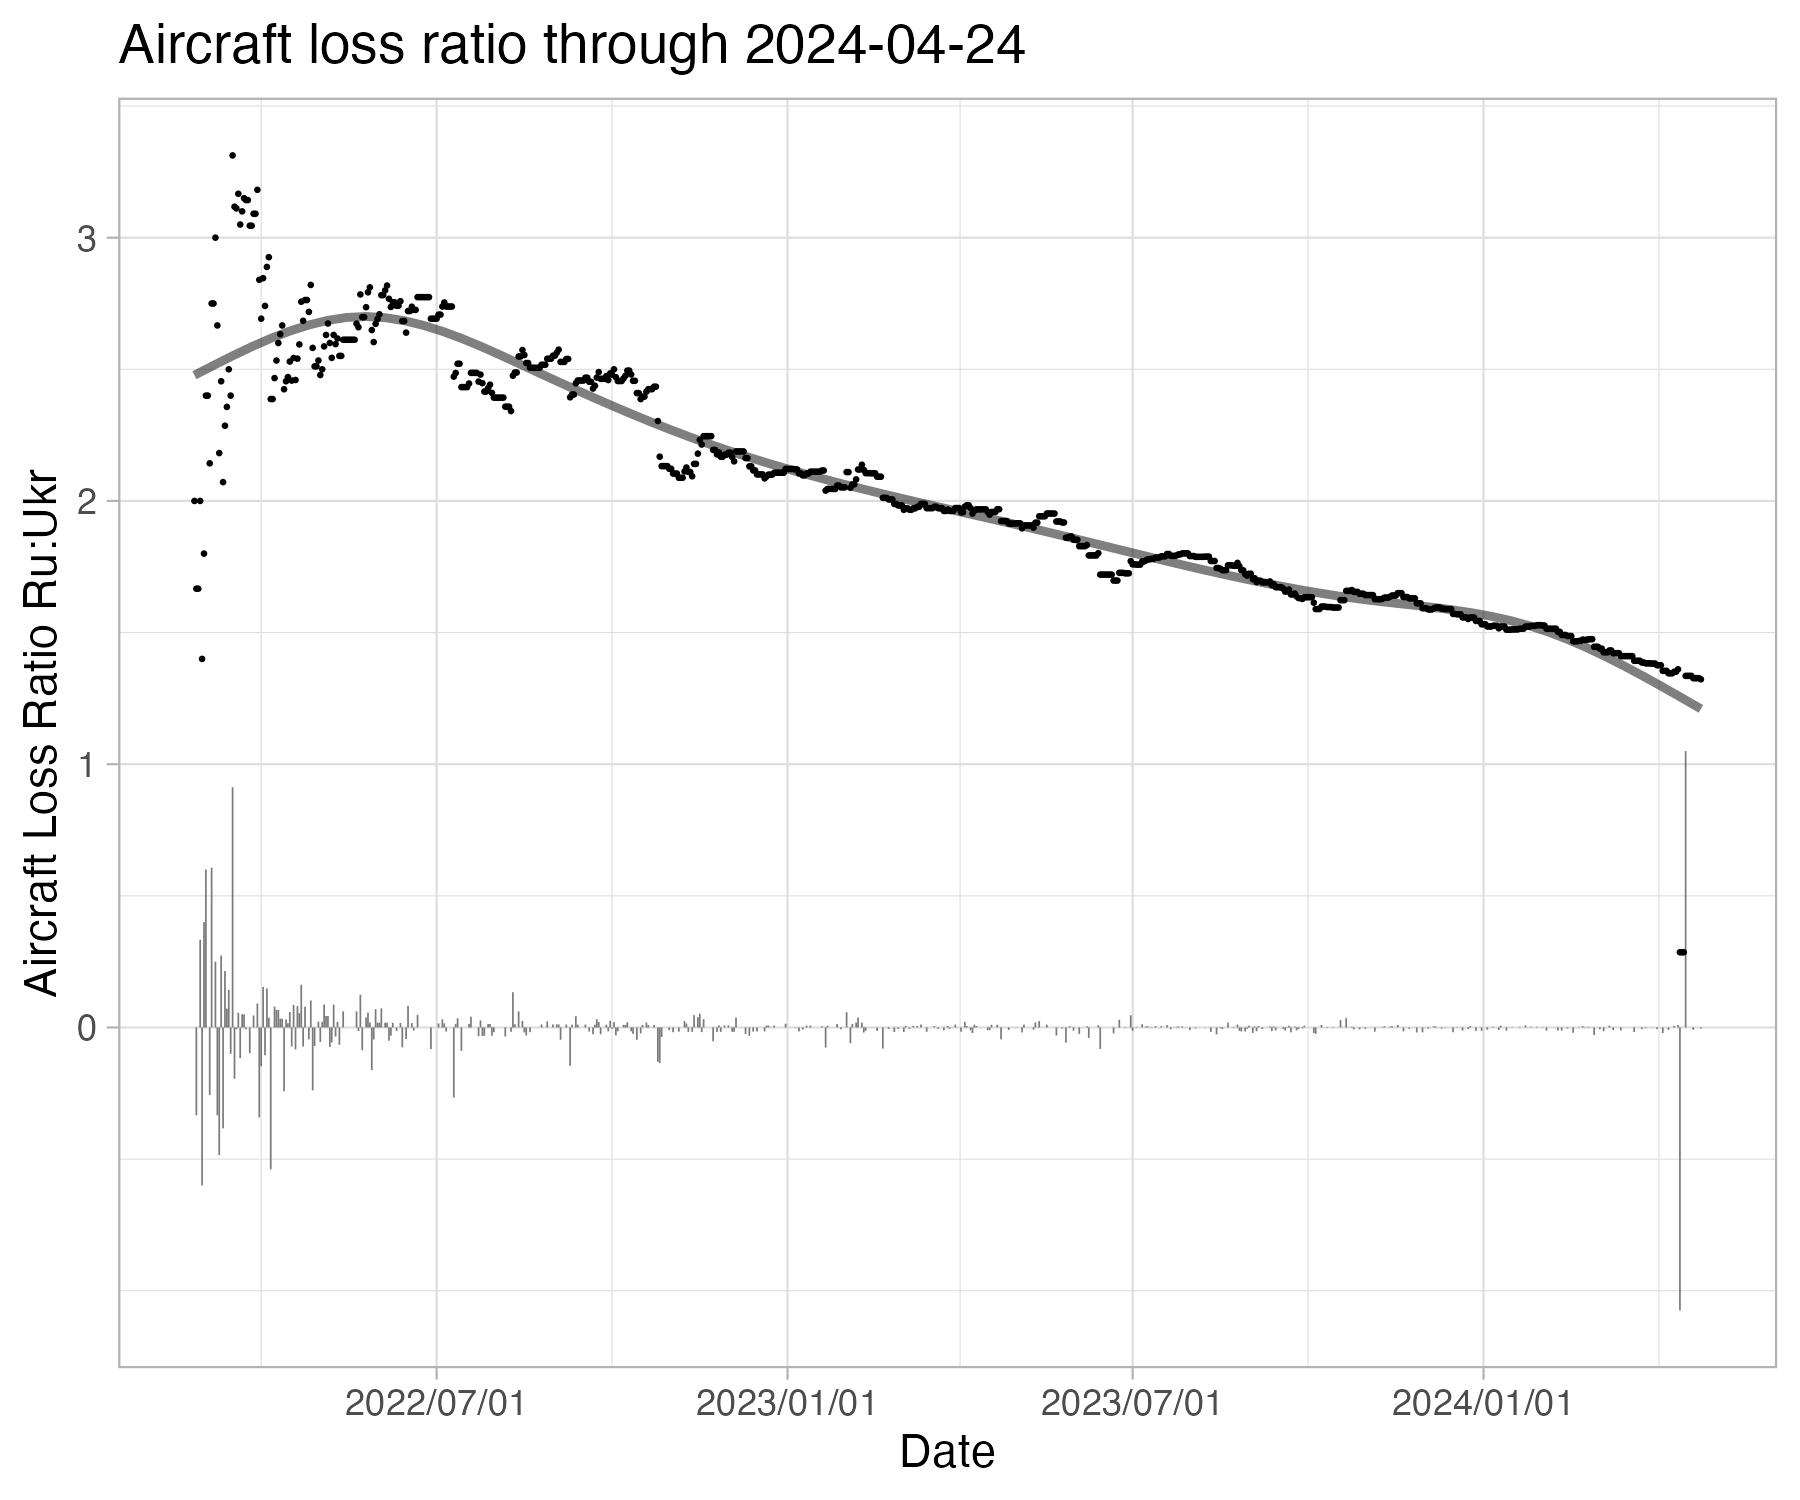 Aircraft loss ratio through 2024-04-24
Aircraft Loss Ratio Ru:Ukr
3
2
1
0
2022/07/01
2023/01/01
2023/07/01
2024/01/01
Date